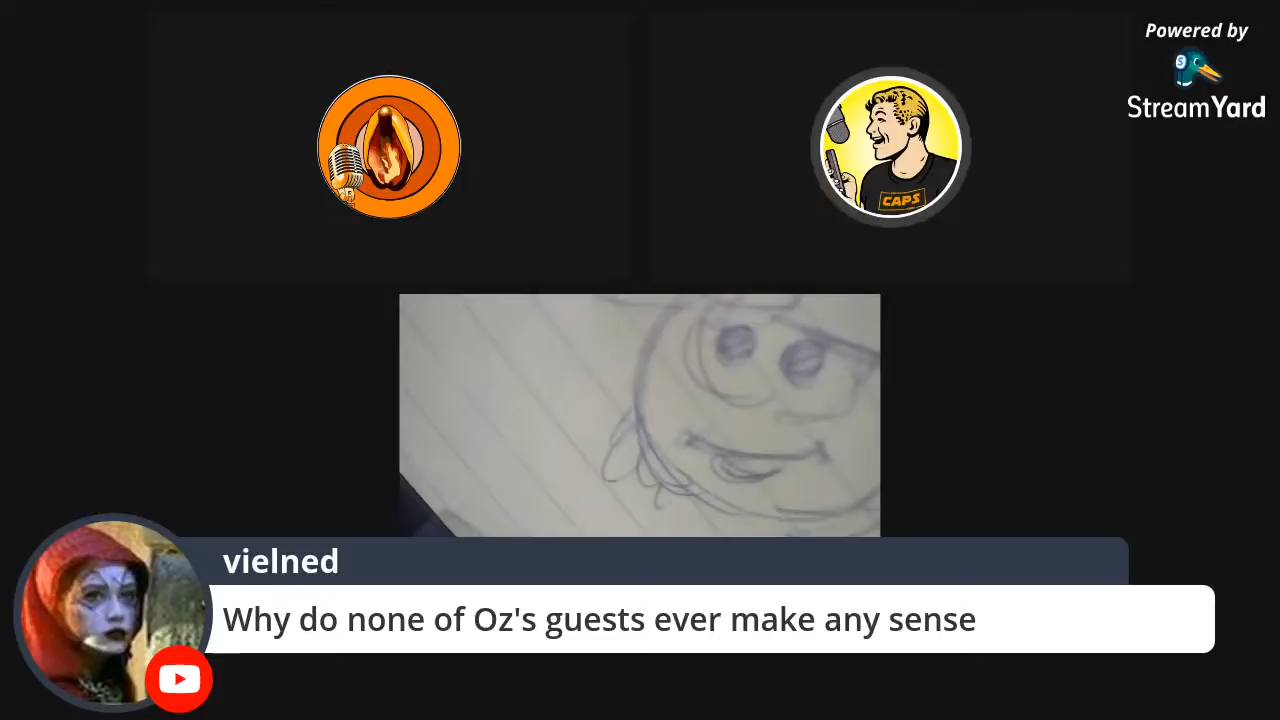 Powered by
StreamYard
CAPS
vielned
Why do none of Oz's guests ever make any sense